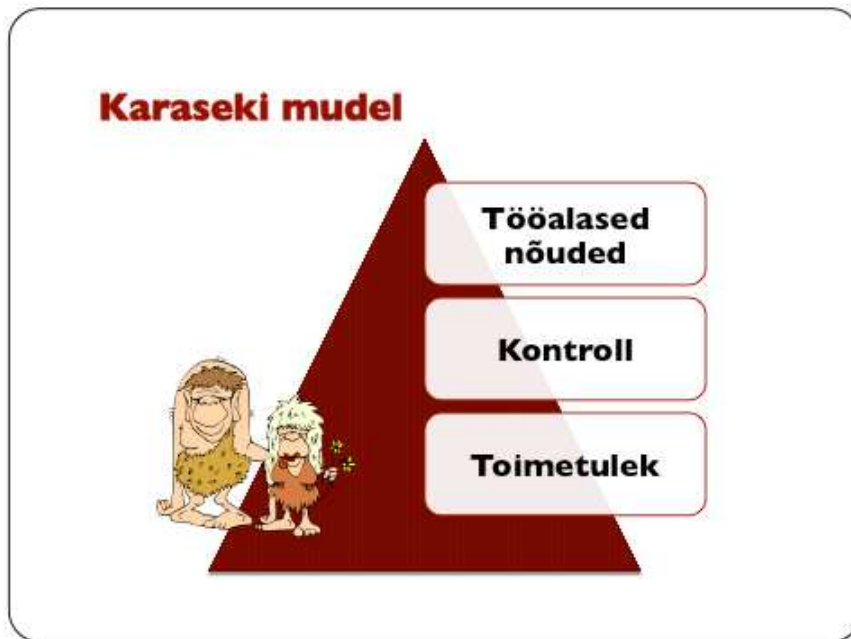 Karaseki mudel
Tööalased
nõuded
Kontroll
Toimetulek